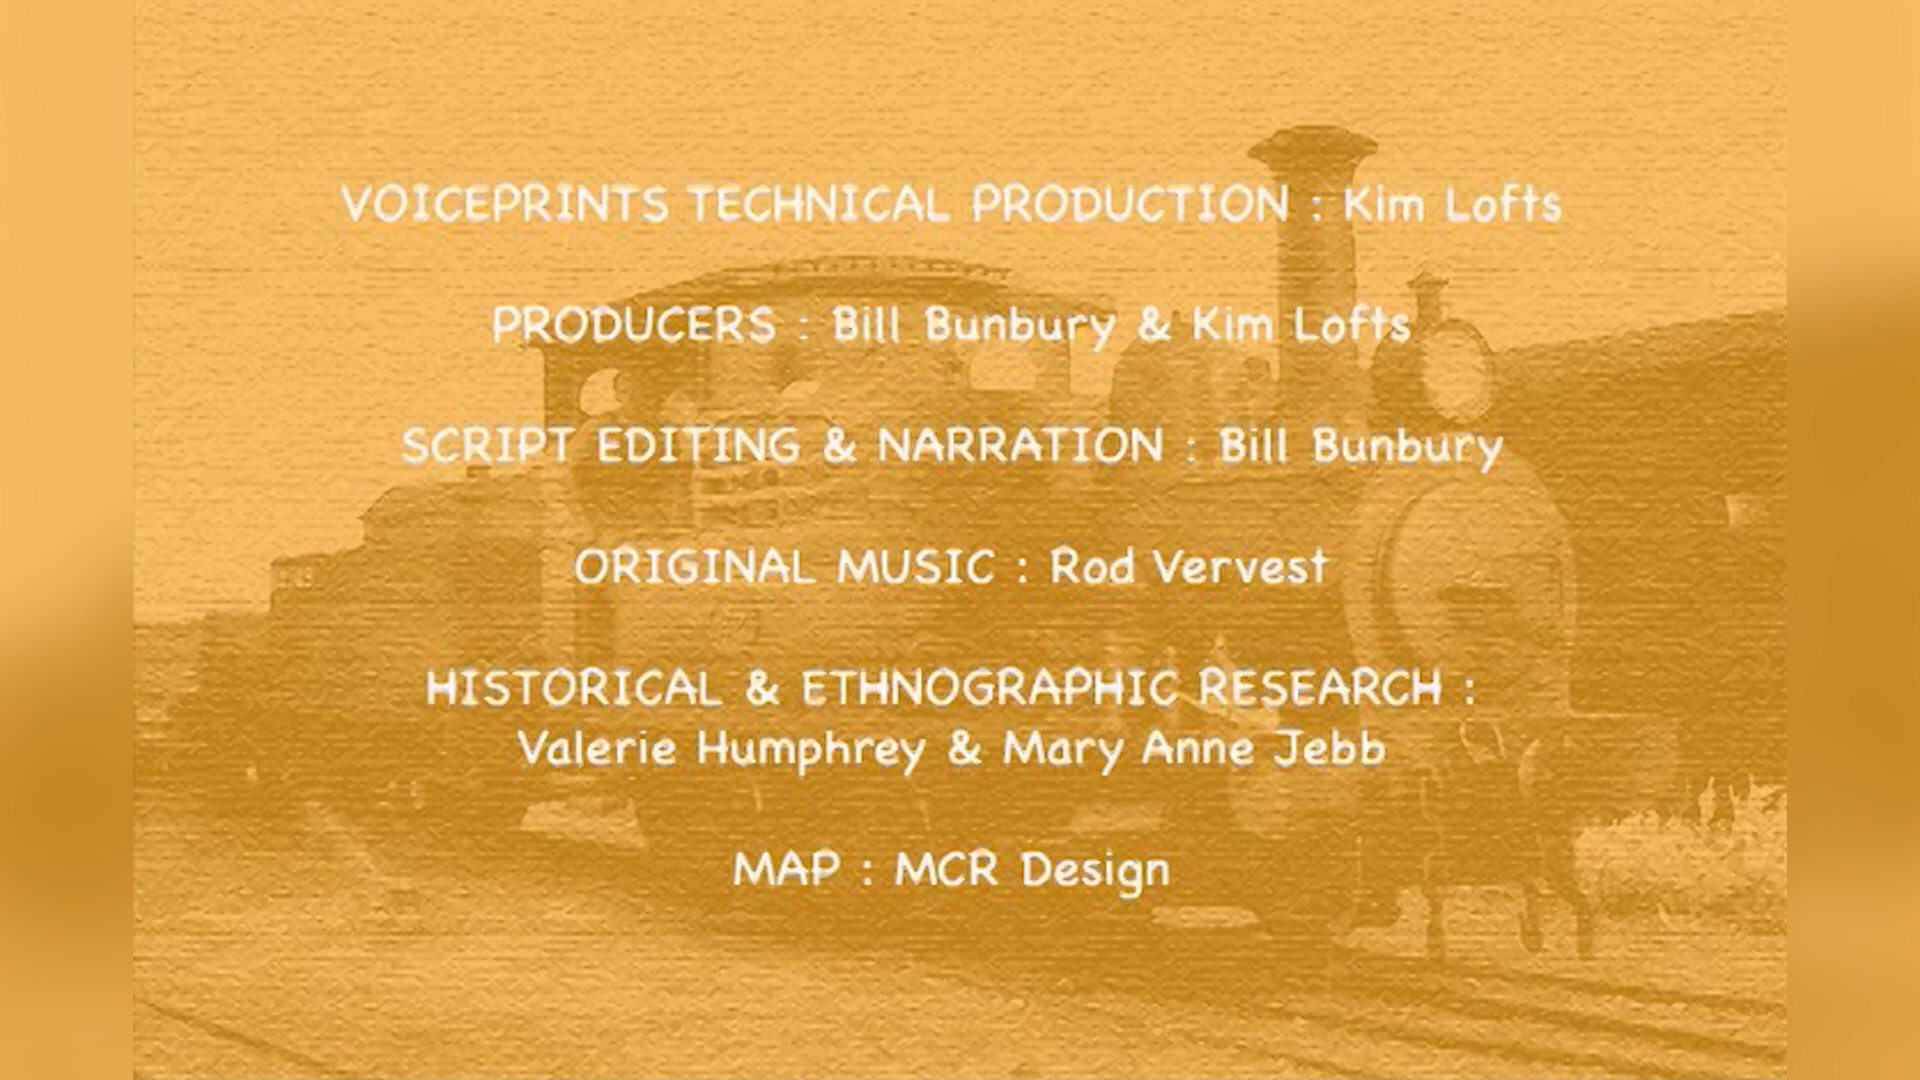 VOICEPRINTS TECHNICAL PRODUCTION : Kim Lofts
PRODUCERS : Bill Bunbury & Kim Lofts
SCRIPT EDITING & NARRATION : Bill Bunbury
ORIGINAL MUSIC : Rod Vervest
HISTORICAL & ETHNOGRAPHIC RESEARCH :
Valerie Humphrey & Mary Anne Jebb
MAP : MCR Design